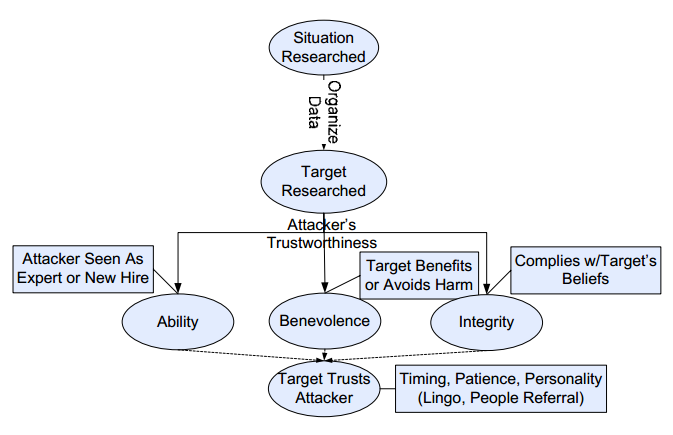 Situation
Researched
Organize
Data
Target
Researched
Attacker's
Trustworthiness
Attacker Seen As
Expert or New Hire
Target Benefits
or Avoids Harm
Complies w/Target's
Beliefs
Ability
Benevolence
Integrity
Target Trusts
Attacker
Timing, Patience, Personality
(Lingo, People Referral)